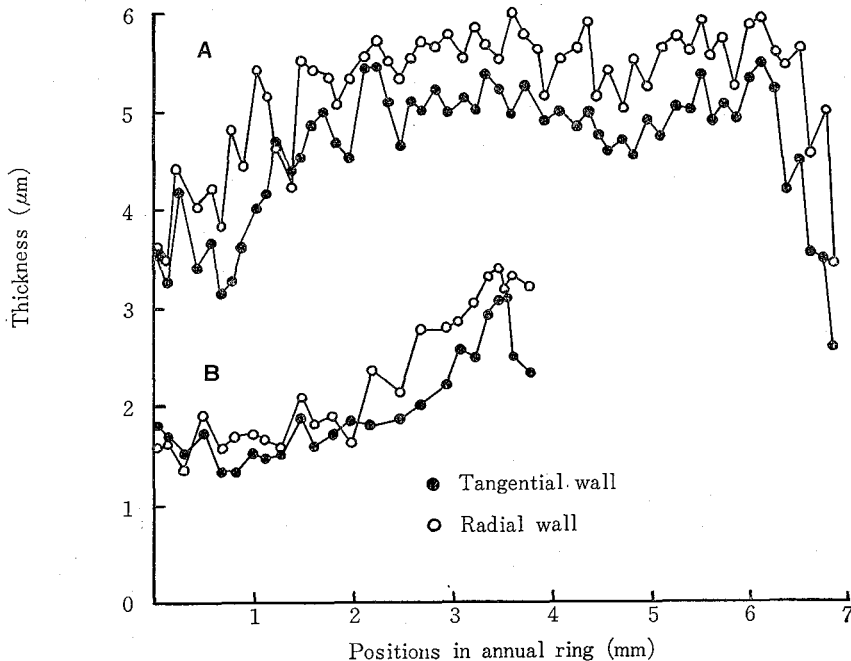 6
A
5
4
Thickness (μm)
3
B
2
Tangential wall
Radial wall
1
0
1 2 3 4 5 6 7
Positions in annual ring (mm)